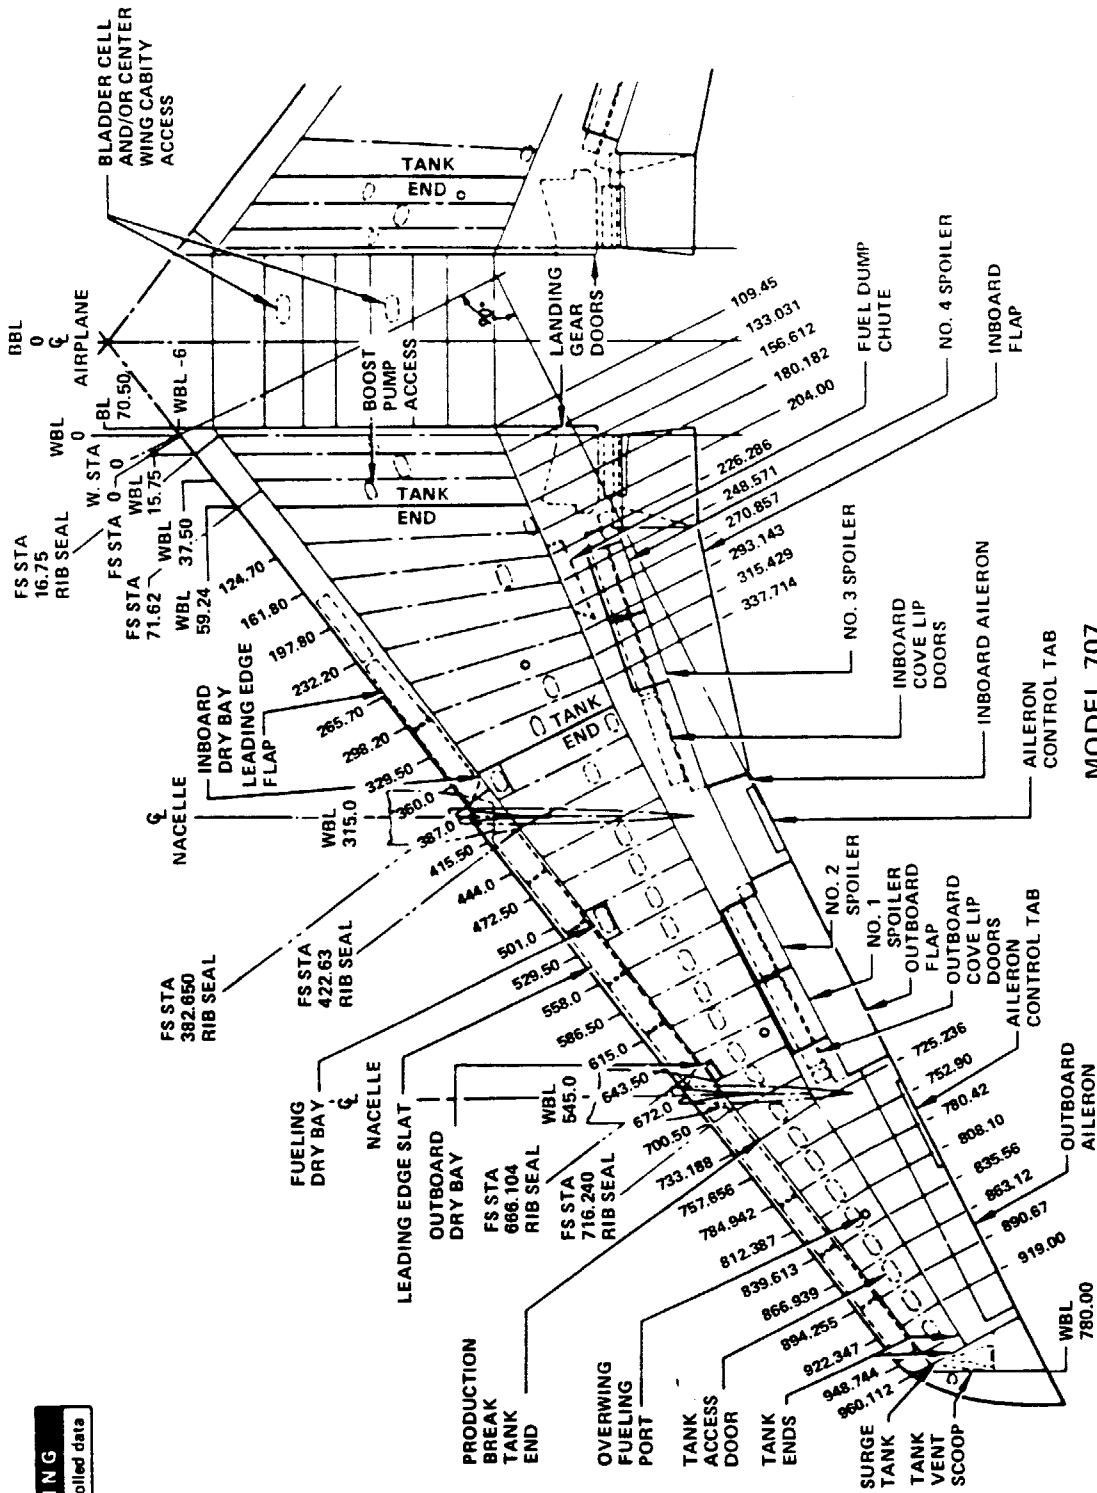 BBL
0
℄
AIRPLANE
BLADDER CELL
AND/OR CENTER
WING CABITY
ACCESS
WBL
0
BL
70.50
WBL -6
W. STA
0
FS STA
0
FS STA
16.75
RIB SEAL
WBL
15.75
FS STA
71.62
WBL
37.50
WBL
59.24
BOOST
PUMP
ACCESS
TANK
END
TANK
END
90°
LANDING
GEAR
DOORS
109.45
133.031
156.612
180.182
204.00
226.286
248.571
270.857
293.143
315.429
337.714
FUEL DUMP
CHUTE
NO. 4 SPOILER
INBOARD
FLAP
124.70
161.80
197.80
232.20
265.70
298.20
329.50
360.0
387.0
415.50
444.0
472.50
501.0
529.50
558.0
586.50
615.0
643.50
672.0
700.50
733.188
757.656
784.942
812.387
839.613
866.939
894.255
922.347
948.744
960.112
INBOARD
DRY BAY
LEADING EDGE
FLAP
℄
NACELLE
WBL
315.0
TANK
END
NO. 3 SPOILER
INBOARD
COVE LIP
DOORS
INBOARD AILERON
AILERON
CONTROL TAB
FS STA
382.650
RIB SEAL
FS STA
422.63
RIB SEAL
NO. 2
SPOILER
NO. 1
SPOILER
OUTBOARD
FLAP
OUTBOARD
COVE LIP
DOORS
AILERON
CONTROL TAB
FUELING
DRY BAY
℄
NACELLE
LEADING EDGE SLAT
OUTBOARD
DRY BAY
WBL
545.0
FS STA
666.104
RIB SEAL
FS STA
716.240
RIB SEAL
725.236
752.90
780.42
808.10
835.56
863.12
890.67
919.00
OUTBOARD
AILERON
PRODUCTION
BREAK
TANK
END
OVERWING
FUELING
PORT
TANK
ACCESS
DOOR
TANK
ENDS
SURGE
TANK
TANK
VENT
SCOOP
WBL
780.00
MODEL 707
NG
olled data